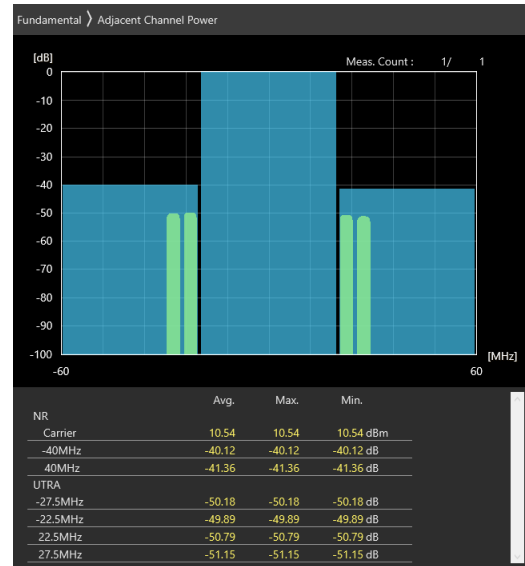 Fundamental 〉 Adjacent Channel Power
[dB]
Meas. Count : 1/ 1
0
-10
-20
-30
-40
-50
-60
-70
-80
-90
-100
[MHz]
-60 60
Avg. Max. Min.
NR
Carrier 10.54 10.54 10.54 dBm
-40MHz -40.12 -40.12 -40.12 dB
40MHz -41.36 -41.36 -41.36 dB
UTRA
-27.5MHz -50.18 -50.18 -50.18 dB
-22.5MHz -49.89 -49.89 -49.89 dB
22.5MHz -50.79 -50.79 -50.79 dB
27.5MHz -51.15 -51.15 -51.15 dB